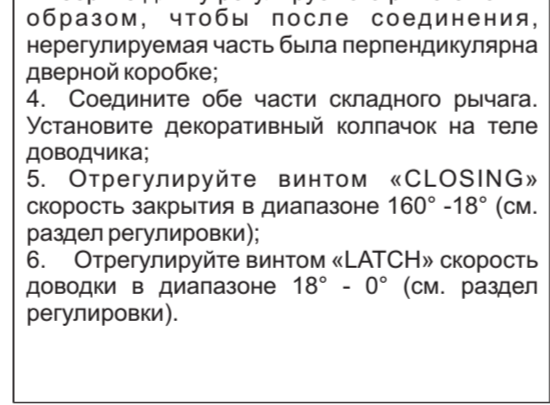 образом, чтобы после соединения,
нерегулируемая часть была перпендикулярна
дверной коробке;
4. Соедините обе части складного рычага.
Установите декоративный колпачок на теле
доводчика;
5. Отрегулируйте винтом «CLOSING»
скорость закрытия в диапазоне 160° -18° (см.
раздел регулировки);
6. Отрегулируйте винтом «LATCH» скорость
доводки в диапазоне 18° - 0° (см. раздел
регулировки).